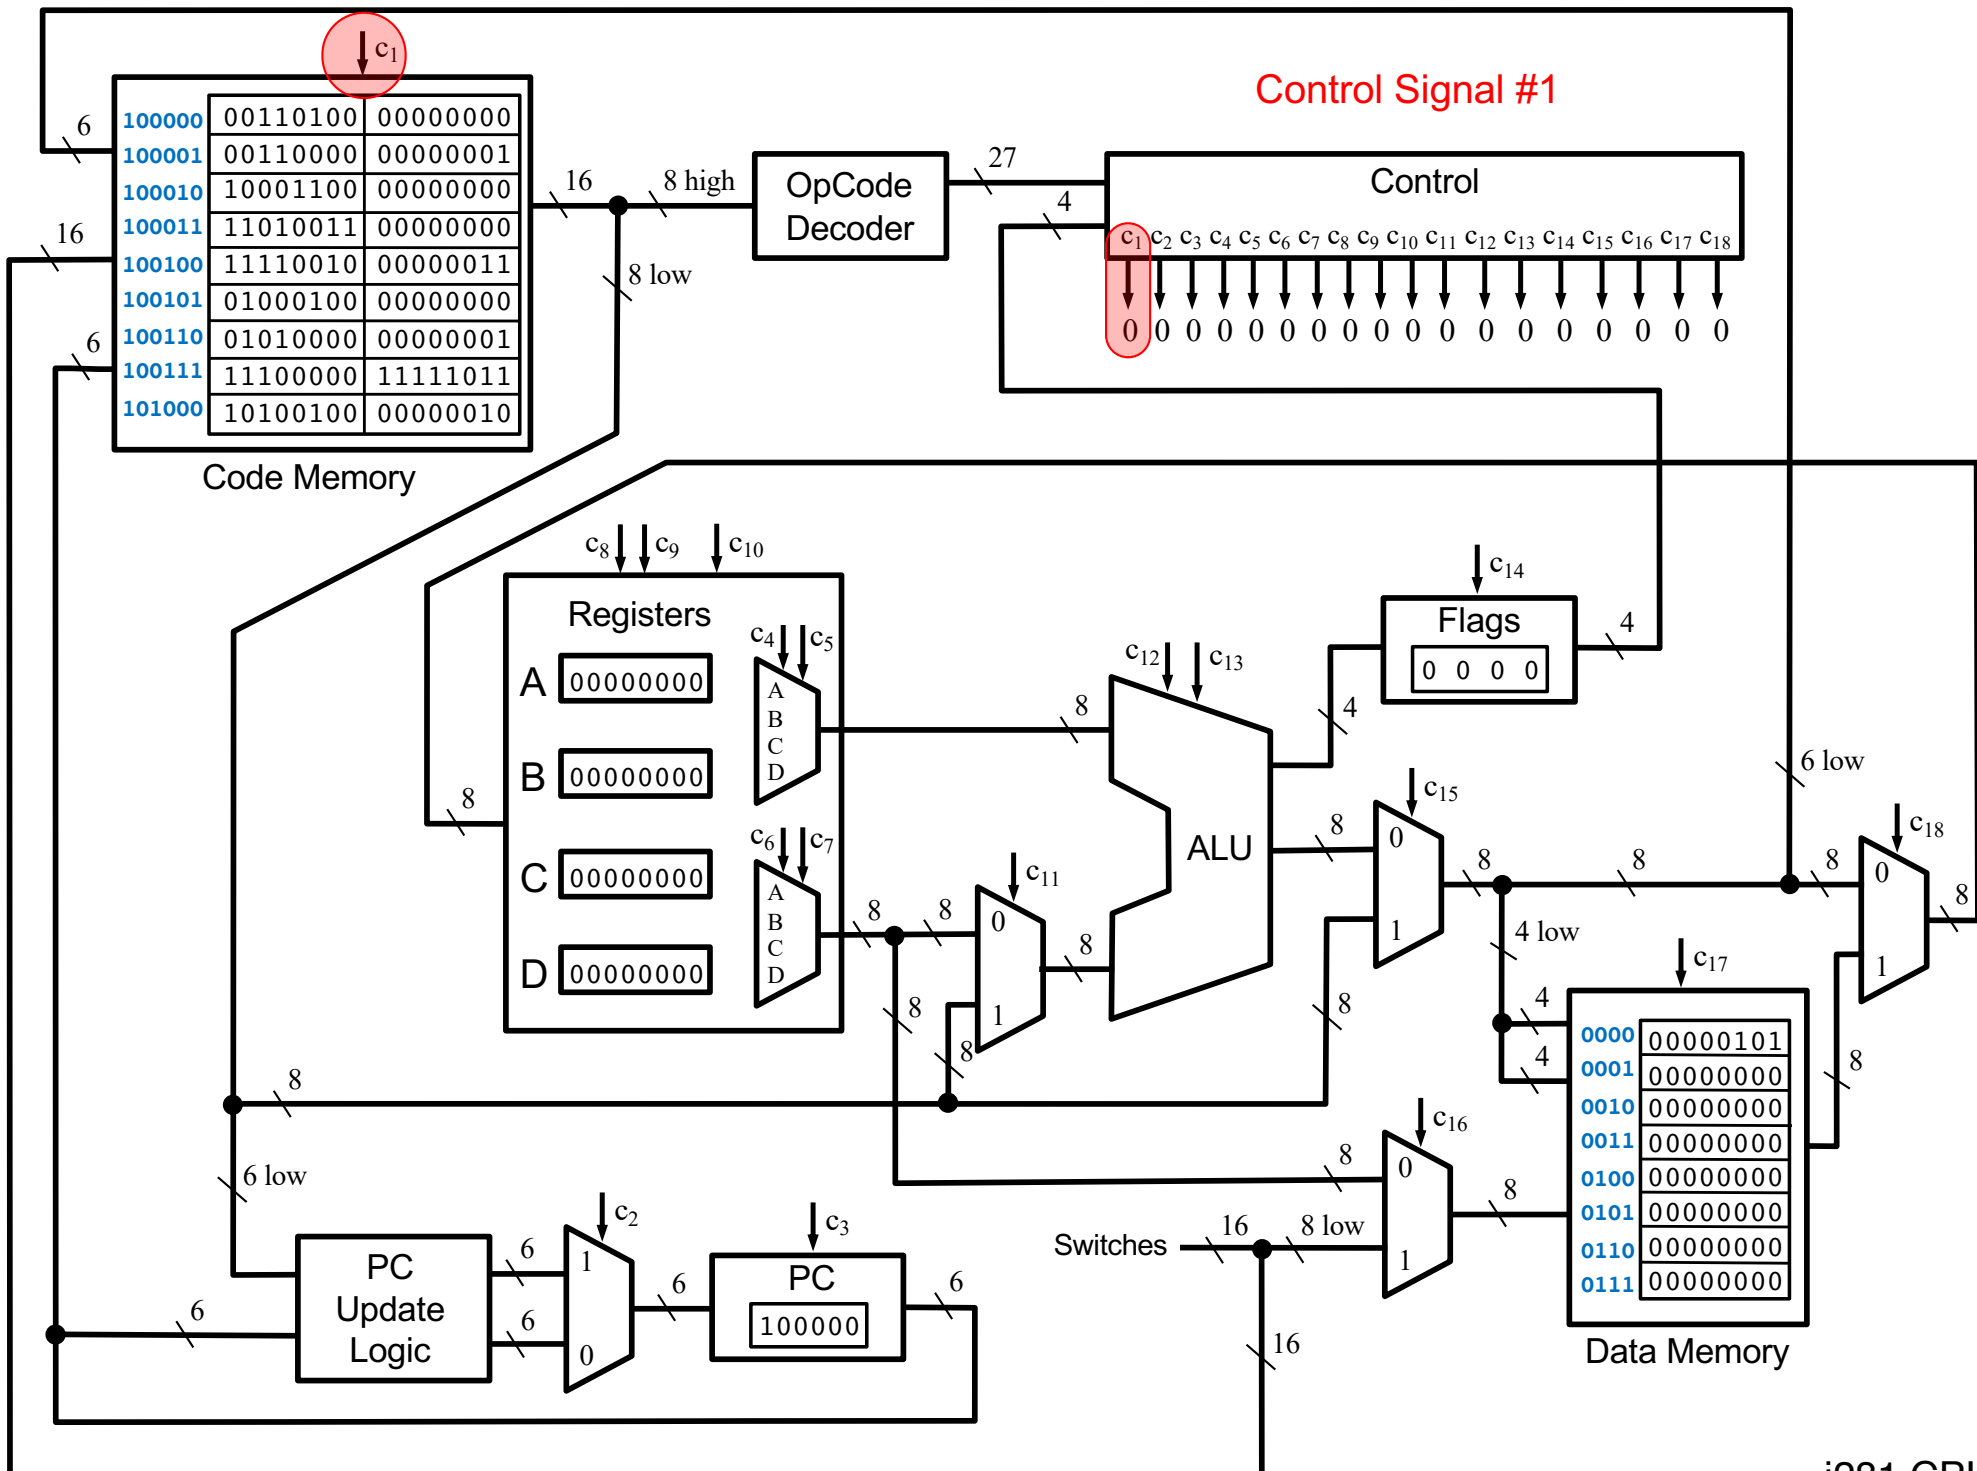 c1
Control Signal #1
6
16
6
100000 00110100 00000000
100001 00110000 00000001
100010 10001100 00000000
100011 11010011 00000000
100100 11110010 00000011
100101 01000100 00000000
100110 01010000 00000001
100111 11100000 11111011
101000 10100100 00000010
Code Memory
16
8 high
8 low
OpCode
Decoder
27
4
Control
c1 c2 c3 c4 c5 c6 c7 c8 c9 c10 c11 c12 c13 c14 c15 c16 c17 c18
0 0 0 0 0 0 0 0 0 0 0 0 0 0 0 0 0 0
c8 c9 c10
Registers
A 00000000
B 00000000
C 00000000
D 00000000
8
c4 c5
A
B
C
D
c6 c7
A
B
C
D
8
8
8
8
c11
0
1
8
8
c12 c13
ALU
c14
Flags
0 0 0 0
4
4
8
c15
0
1
8
8
8
6 low
8
c18
0
1
8
4 low
4
4
c17
0000 00000101
0001 00000000
0010 00000000
0011 00000000
0100 00000000
0101 00000000
0110 00000000
0111 00000000
Data Memory
8
8
6 low
6
PC
Update
Logic
6
6
c2
1
0
6
c3
PC
100000
6
Switches
16
8 low
16
8
c16
0
1
8